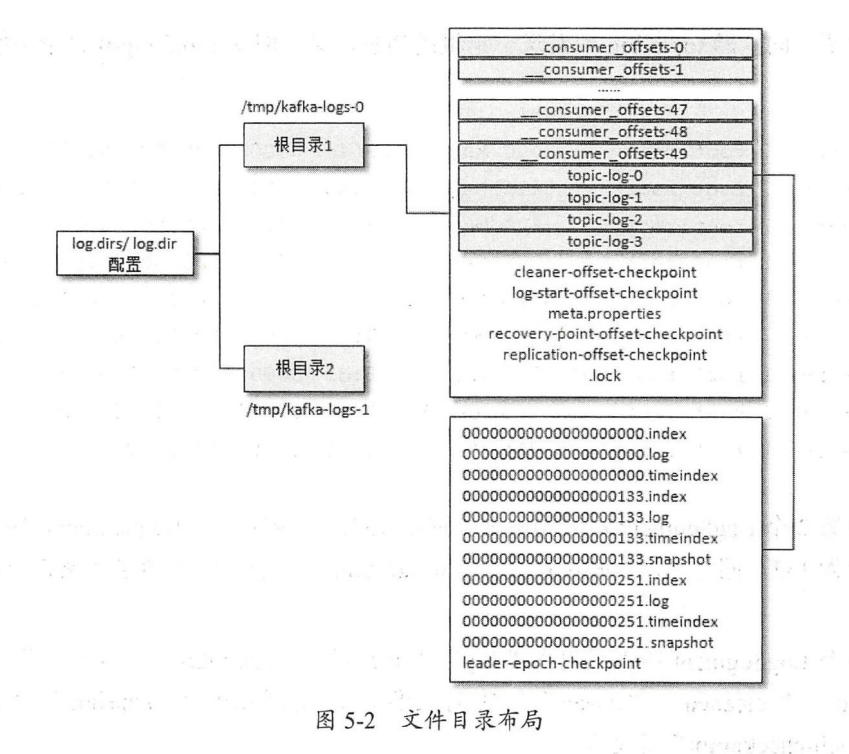 /tmp/kafka-logs-0
根目录1
log.dirs/ log.dir
配置
根目录2
/tmp/kafka-logs-1
__consumer_offsets-0
__consumer_offsets-1
......
__consumer_offsets-47
__consumer_offsets-48
__consumer_offsets-49
topic-log-0
topic-log-1
topic-log-2
topic-log-3
cleaner-offset-checkpoint
log-start-offset-checkpoint
meta.properties
recovery-point-offset-checkpoint
replication-offset-checkpoint
.lock
00000000000000000000.index
00000000000000000000.log
00000000000000000000.timeindex
00000000000000000133.index
00000000000000000133.log
00000000000000000133.timeindex
00000000000000000133.snapshot
00000000000000000251.index
00000000000000000251.log
00000000000000000251.timeindex
00000000000000000251.snapshot
leader-epoch-checkpoint
图 5-2 文件目录布局